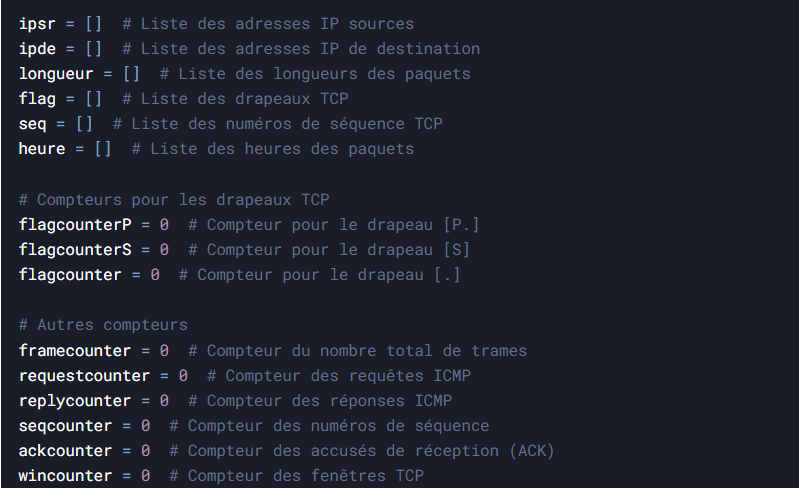 ipsr = []  # Liste des adresses IP sources
ipde = []  # Liste des adresses IP de destination
longueur = []  # Liste des longueurs des paquets
flag = []  # Liste des drapeaux TCP
seq = []  # Liste des numéros de séquence TCP
heure = []  # Liste des heures des paquets

# Compteurs pour les drapeaux TCP
flagcounterP = 0  # Compteur pour le drapeau [P.]
flagcounterS = 0  # Compteur pour le drapeau [S]
flagcounter = 0  # Compteur pour le drapeau [.]

# Autres compteurs
framecounter = 0  # Compteur du nombre total de trames
requestcounter = 0  # Compteur des requêtes ICMP
replycounter = 0  # Compteur des réponses ICMP
seqcounter = 0  # Compteur des numéros de séquence
ackcounter = 0  # Compteur des accusés de réception (ACK)
wincounter = 0  # Compteur des fenêtres TCP